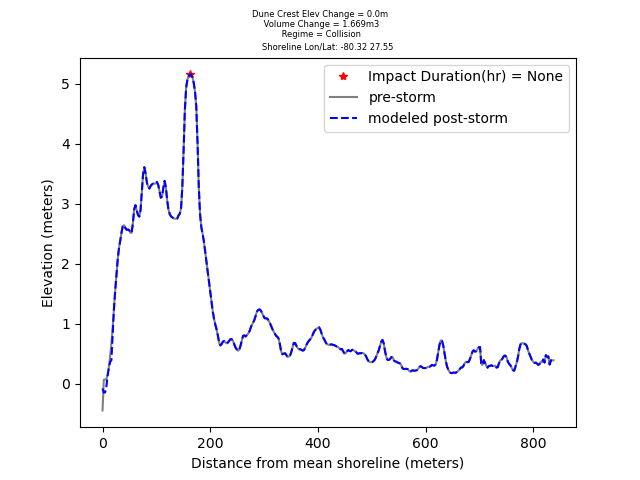 Dune Crest Elev Change = 0.0m
Volume Change = 1.669m3
Regime = Collision
Shoreline Lon/Lat: -80.32 27.55
Impact Duration(hr) = None
pre-storm
modeled post-storm
5
4
3
2
1
0
Elevation (meters)
0 200 400 600 800
Distance from mean shoreline (meters)